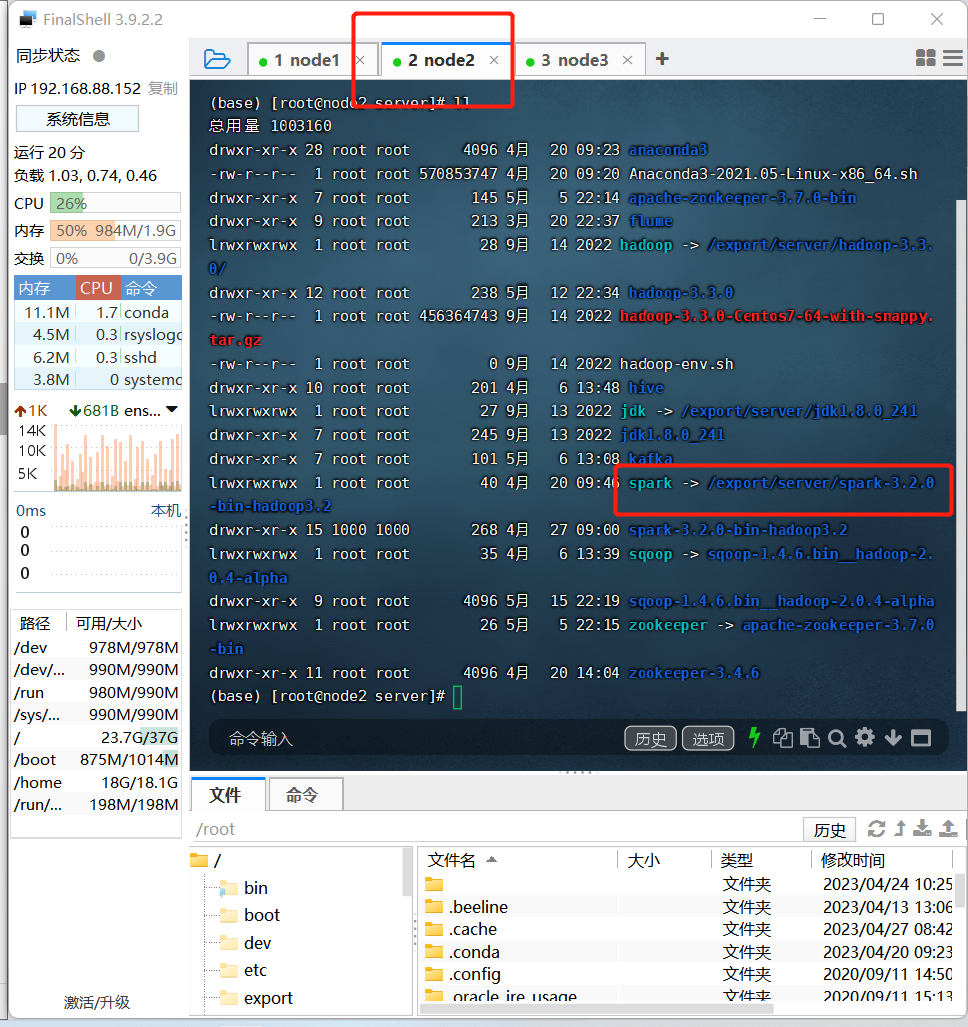 FinalShell 3.9.2.2
同步状态
IP 192.168.88.152 复制
系统信息
运行 20 分
负载 1.03, 0.74, 0.46
CPU 26%
内存 50% 984M/1.9G
交换 0% 0/3.9G
内存 CPU 命令
11.1M 1.7 conda
4.5M 0.3 rsyslogd
6.2M 0.3 sshd
3.8M 0 systemd
1K 681B ens...
14K
10K
5K
0ms 本机
0
0
0
路径 可用/大小
/dev 978M/978M
/dev/... 990M/990M
/run 980M/990M
/sys/... 990M/990M
/ 23.7G/37G
/boot 875M/1014M
/home 18G/18.1G
/run/... 198M/198M
激活/升级
1 node1 2 node2 3 node3
(base) [root@node2 server]# ll
总用量 1003160
drwxr-xr-x 28 root root 4096 4月 20 09:23 anaconda3
-rw-r--r-- 1 root root 570853747 4月 20 09:20 Anaconda3-2021.05-Linux-x86_64.sh
drwxr-xr-x 7 root root 145 5月 5 22:14 apache-zookeeper-3.7.0-bin
drwxr-xr-x 9 root root 213 3月 20 22:37 flume
lrwxrwxrwx 1 root root 28 9月 14 2022 hadoop -> /export/server/hadoop-3.3.
0/
drwxr-xr-x 12 root root 238 5月 12 22:34 hadoop-3.3.0
-rw-r--r-- 1 root root 456364743 9月 14 2022 hadoop-3.3.0-Centos7-64-with-snappy.
tar.gz
-rw-r--r-- 1 root root 0 9月 14 2022 hadoop-env.sh
drwxr-xr-x 10 root root 201 4月 6 13:48 hive
lrwxrwxrwx 1 root root 27 9月 13 2022 jdk -> /export/server/jdk1.8.0_241
drwxr-xr-x 7 root root 245 9月 13 2022 jdk1.8.0_241
drwxr-xr-x 7 root root 101 5月 6 13:08 kafka
lrwxrwxrwx 1 root root 40 4月 20 09:46 spark -> /export/server/spark-3.2.0
-bin-hadoop3.2
drwxr-xr-x 15 1000 1000 268 4月 27 09:00 spark-3.2.0-bin-hadoop3.2
lrwxrwxrwx 1 root root 35 4月 6 13:39 sqoop -> sqoop-1.4.6.bin__hadoop-2.
0.4-alpha
drwxr-xr-x 9 root root 4096 5月 15 22:19 sqoop-1.4.6.bin__hadoop-2.0.4-alpha
lrwxrwxrwx 1 root root 26 5月 5 22:15 zookeeper -> apache-zookeeper-3.7.0
-bin
drwxr-xr-x 11 root root 4096 4月 20 14:04 zookeeper-3.4.6
(base) [root@node2 server]#
命令输入 历史 选项
文件 命令
/root 历史
/
bin
boot
dev
etc
export
文件名 大小 类型 修改时间
文件夹 2023/04/24 10:25
.beeline 文件夹 2023/04/13 13:06
.cache 文件夹 2023/04/27 08:42
.conda 文件夹 2023/04/20 09:23
.config 文件夹 2020/09/11 14:50
.oracle_jre_usage 文件夹 2020/09/11 15:13